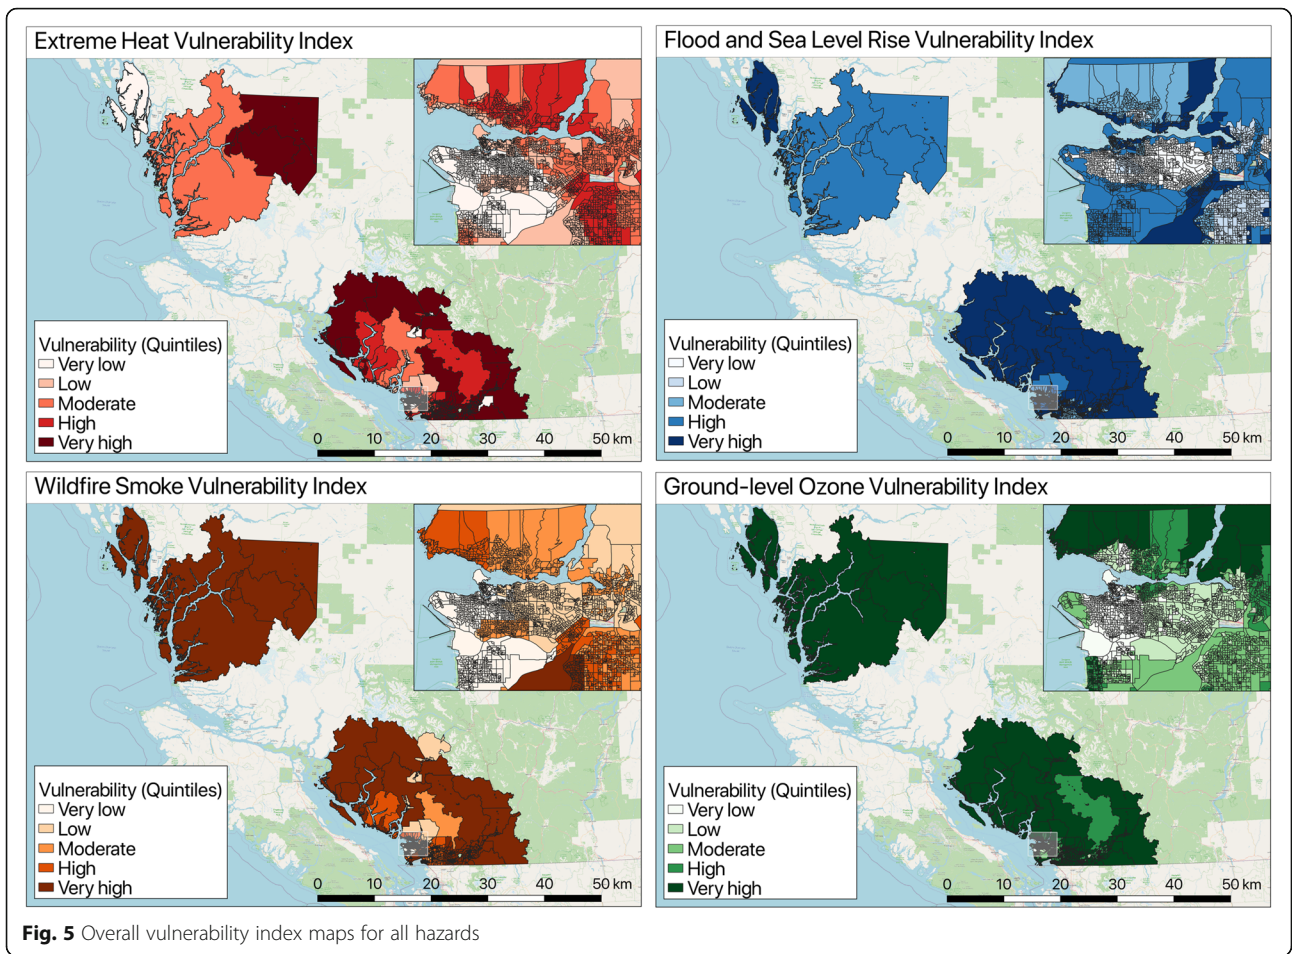 Extreme Heat Vulnerability Index
Vulnerability (Quintiles)
Very low
Low
Moderate
High
Very high
0 10 20 30 40 50 km
Flood and Sea Level Rise Vulnerability Index
Vulnerability (Quintiles)
Very low
Low
Moderate
High
Very high
0 10 20 30 40 50 km
Wildfire Smoke Vulnerability Index
Vulnerability (Quintiles)
Very low
Low
Moderate
High
Very high
0 10 20 30 40 50 km
Ground-level Ozone Vulnerability Index
Vulnerability (Quintiles)
Very low
Low
Moderate
High
Very high
0 10 20 30 40 50 km
Fig. 5 Overall vulnerability index maps for all hazards